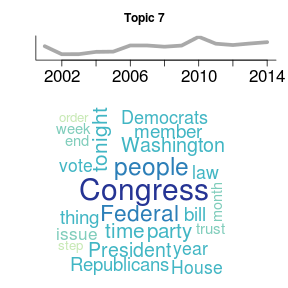 Topic 7
2002 2006 2010 2014
order
Democrats
week
member
end
tonight
Washington
vote
people
law
Congress
month
thing
Federal
bill
issue
time
party
trust
step
President
year
Republicans
House